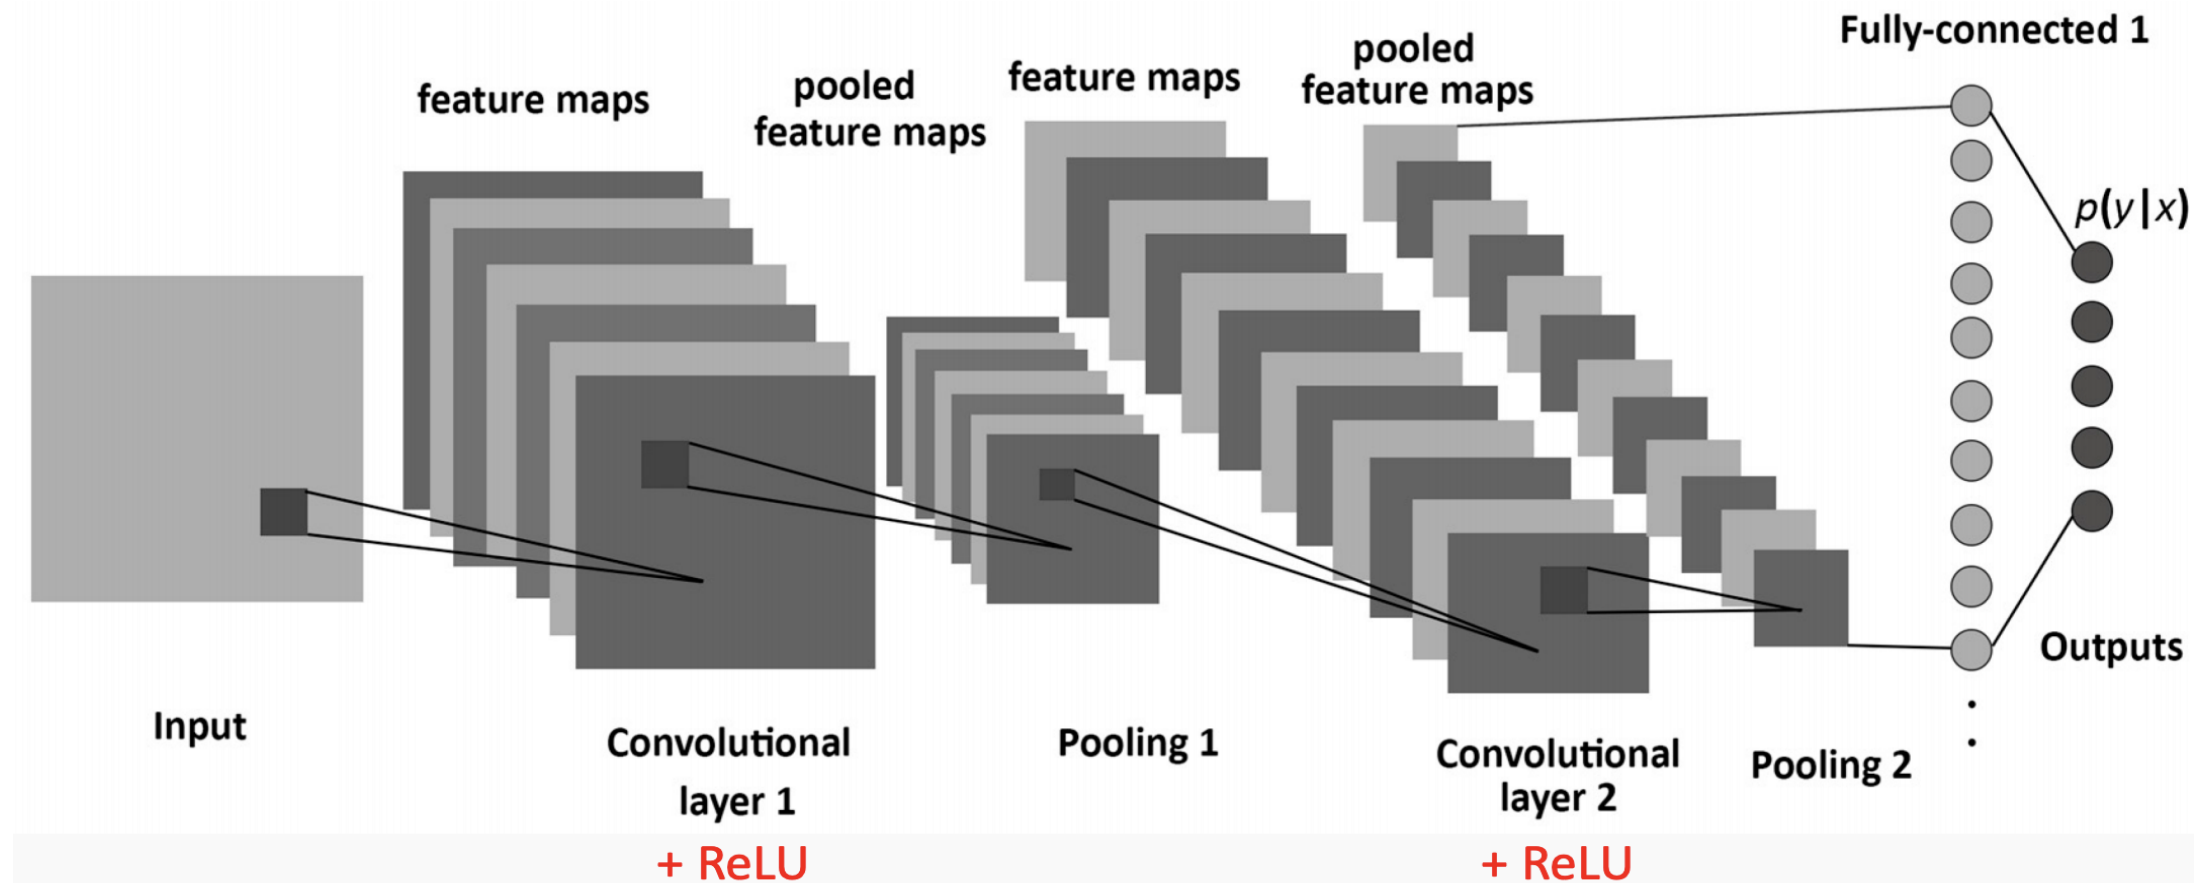 Fully-connected 1
pooled
feature maps
feature maps
pooled
feature maps
feature maps
p(y|x)
Outputs
Input
Convolutional
layer 1
Pooling 1
Convolutional
layer 2
Pooling 2
+ ReLU
+ ReLU